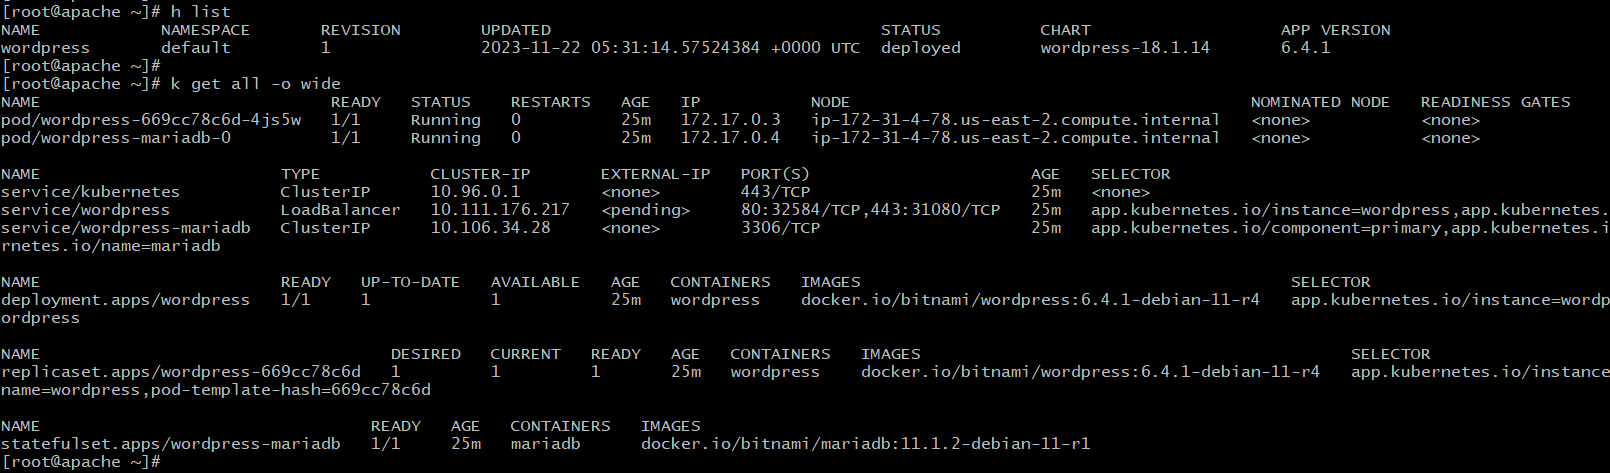 [root@apache ~]# h list
NAME            NAMESPACE       REVISION        UPDATED                                 STATUS          CHART                   APP VERSION
wordpress       default         1               2023-11-22 05:31:14.57524384 +0000 UTC  deployed        wordpress-18.1.14       6.4.1
[root@apache ~]#
[root@apache ~]# k get all -o wide
NAME                             READY   STATUS    RESTARTS   AGE   IP           NODE                                        NOMINATED NODE   READINESS GATES
pod/wordpress-669cc78c6d-4js5w   1/1     Running   0          25m   172.17.0.3   ip-172-31-4-78.us-east-2.compute.internal   <none>           <none>
pod/wordpress-mariadb-0          1/1     Running   0          25m   172.17.0.4   ip-172-31-4-78.us-east-2.compute.internal   <none>           <none>
NAME                        TYPE           CLUSTER-IP       EXTERNAL-IP   PORT(S)                      AGE   SELECTOR
service/kubernetes          ClusterIP      10.96.0.1        <none>        443/TCP                      25m   <none>
service/wordpress           LoadBalancer   10.111.176.217   <pending>     80:32584/TCP,443:31080/TCP   25m   app.kubernetes.io/instance=wordpress,app.kubernetes.
service/wordpress-mariadb   ClusterIP      10.106.34.28     <none>        3306/TCP                     25m   app.kubernetes.io/component=primary,app.kubernetes.i
rnetes.io/name=mariadb
NAME                        READY   UP-TO-DATE   AVAILABLE   AGE   CONTAINERS   IMAGES                                           SELECTOR
deployment.apps/wordpress   1/1     1            1           25m   wordpress    docker.io/bitnami/wordpress:6.4.1-debian-11-r4   app.kubernetes.io/instance=wordp
ordpress
NAME                                   DESIRED   CURRENT   READY   AGE   CONTAINERS   IMAGES                                           SELECTOR
replicaset.apps/wordpress-669cc78c6d   1         1         1       25m   wordpress    docker.io/bitnami/wordpress:6.4.1-debian-11-r4   app.kubernetes.io/instance
name=wordpress,pod-template-hash=669cc78c6d
NAME                                 READY   AGE   CONTAINERS   IMAGES
statefulset.apps/wordpress-mariadb   1/1     25m   mariadb      docker.io/bitnami/mariadb:11.1.2-debian-11-r1
[root@apache ~]#